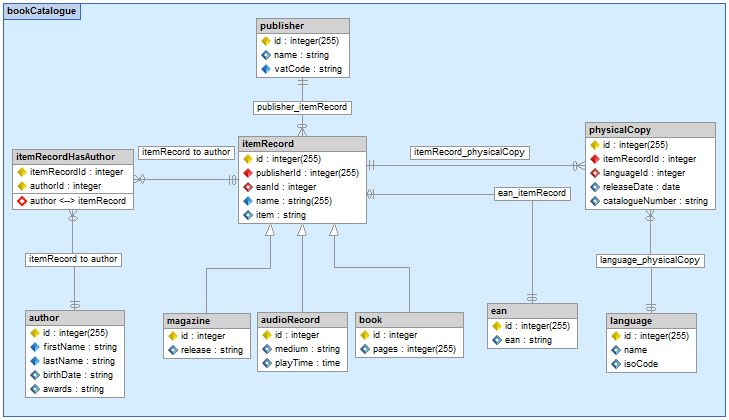 bookCatalogue
publisher
id : integer(255)
name : string
vatCode : string
publisher_itemRecord
itemRecord
id : integer(255)
publisherId : integer(255)
eanId : integer
name : string(255)
item : string
itemRecordHasAuthor
itemRecordId : integer
authorId : integer
author <--> itemRecord
itemRecord to author
itemRecord_physicalCopy
physicalCopy
id : integer(255)
itemRecordId : integer
languageId : integer
releaseDate : date
catalogueNumber : string
ean_itemRecord
itemRecord to author
language_physicalCopy
author
id : integer(255)
firstName : string
lastName : string
birthDate : string
awards : string
magazine
id : integer
release : string
audioRecord
id : integer
medium : string
playTime : time
book
id : integer
pages : integer(255)
ean
id : integer(255)
ean : string
language
id : integer(255)
name
isoCode